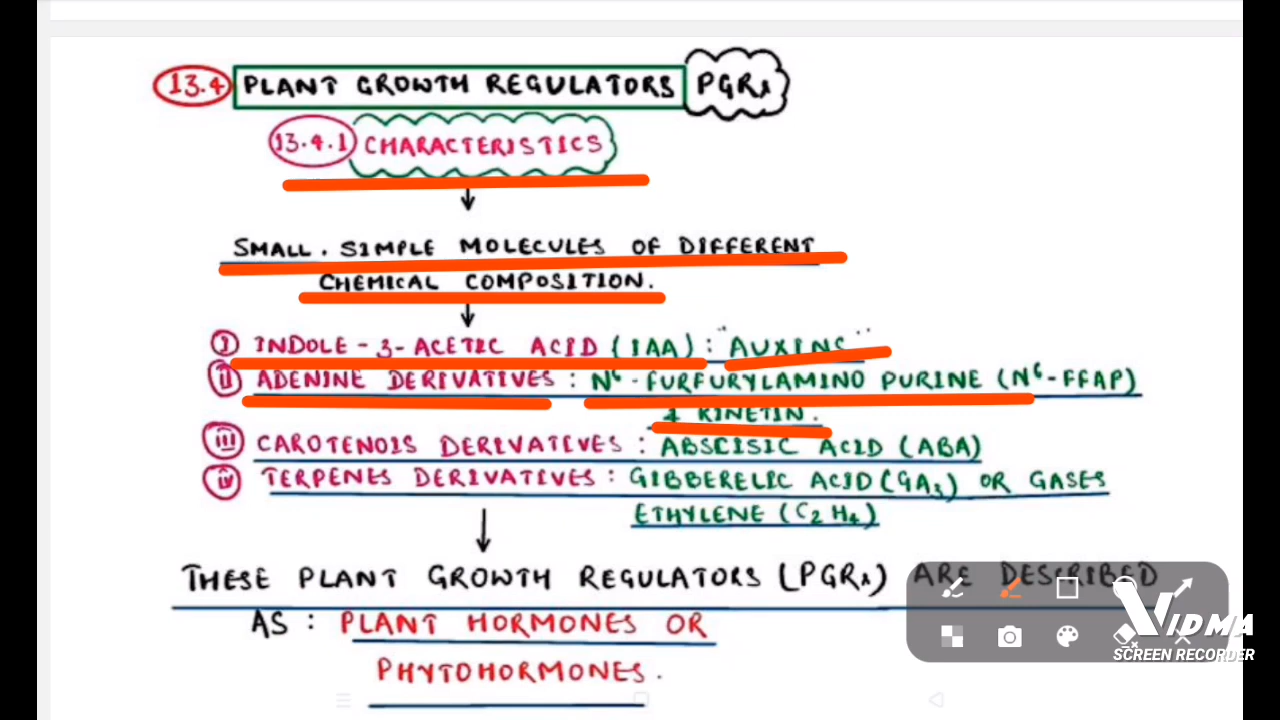 13.4 PLANT GROWTH REGULATORS PGRs
13.4.1 CHARACTERISTICS
SMALL, SIMPLE MOLECULES OF DIFFERENT
CHEMICAL COMPOSITION.
i INDOLE-3-ACETIC ACID (IAA): "AUXINS"
ii ADENINE DERIVATIVES: N6-FURFURYLAMINO PURINE (N6-FFAP)
& KINETIN.
iii CAROTENOIS DERIVATIVES: ABSCISIC ACID (ABA)
iv TERPENES DERIVATIVES: GIBBERELIC ACID (GA3) OR GASES
ETHYLENE (C2H4)
THESE PLANT GROWTH REGULATORS (PGRs) ARE DESCRIBED
AS: PLANT HORMONES OR
PHYTOHORMONES.
VIDMA
SCREEN RECORDER